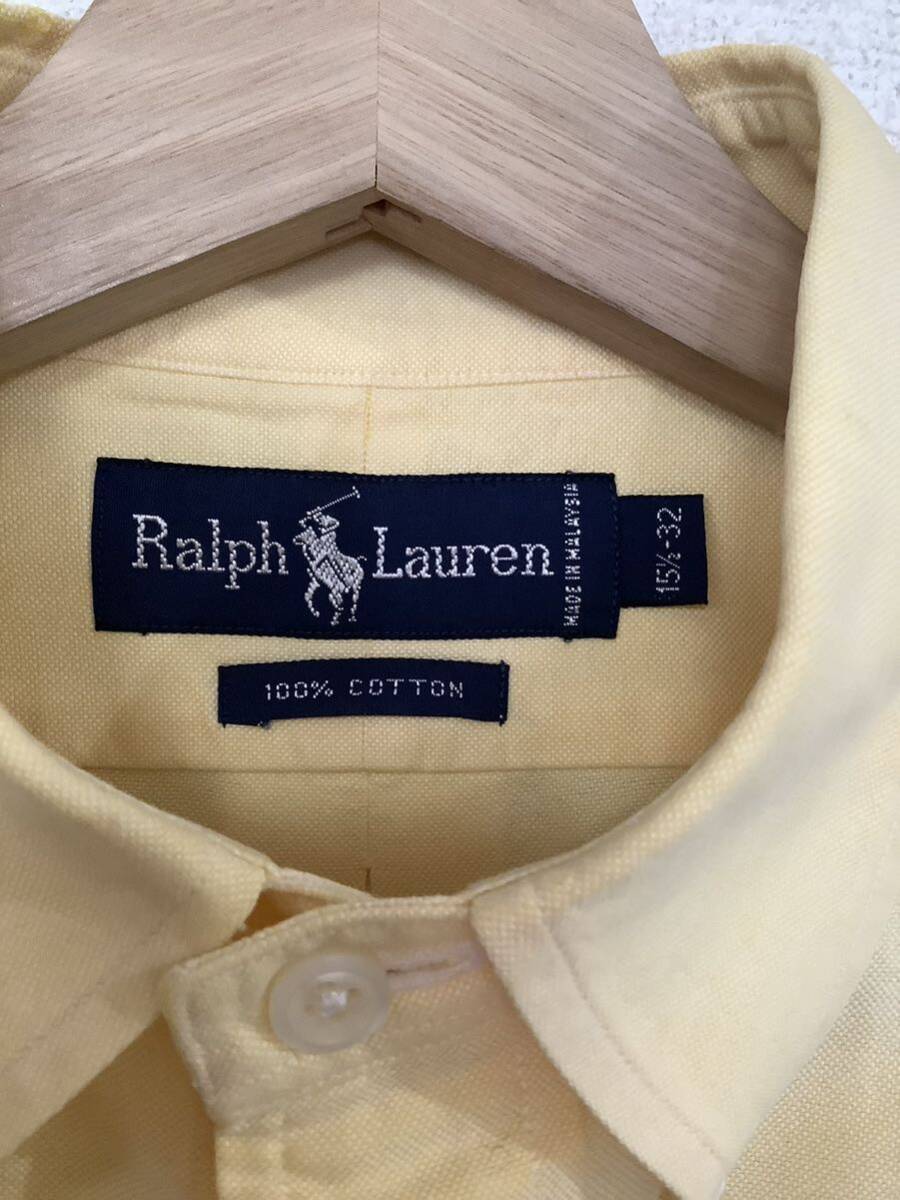 Ralph Lauren
MADE IN MALAYSIA
15½-32
100% COTTON